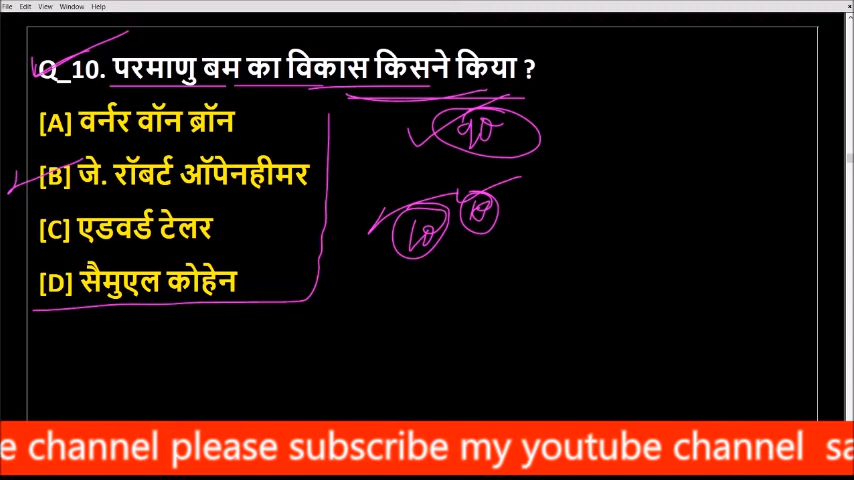 File Edit View Window Help
Q_10. परमाणु बम का विकास किसने किया ?
[A] वर्नर वॉन ब्रॉन
[B] जे. रॉबर्ट ऑपेनहीमर
[C] एडवर्ड टेलर
[D] सैमुएल कोहेन
e channel please subscribe my youtube channel sa